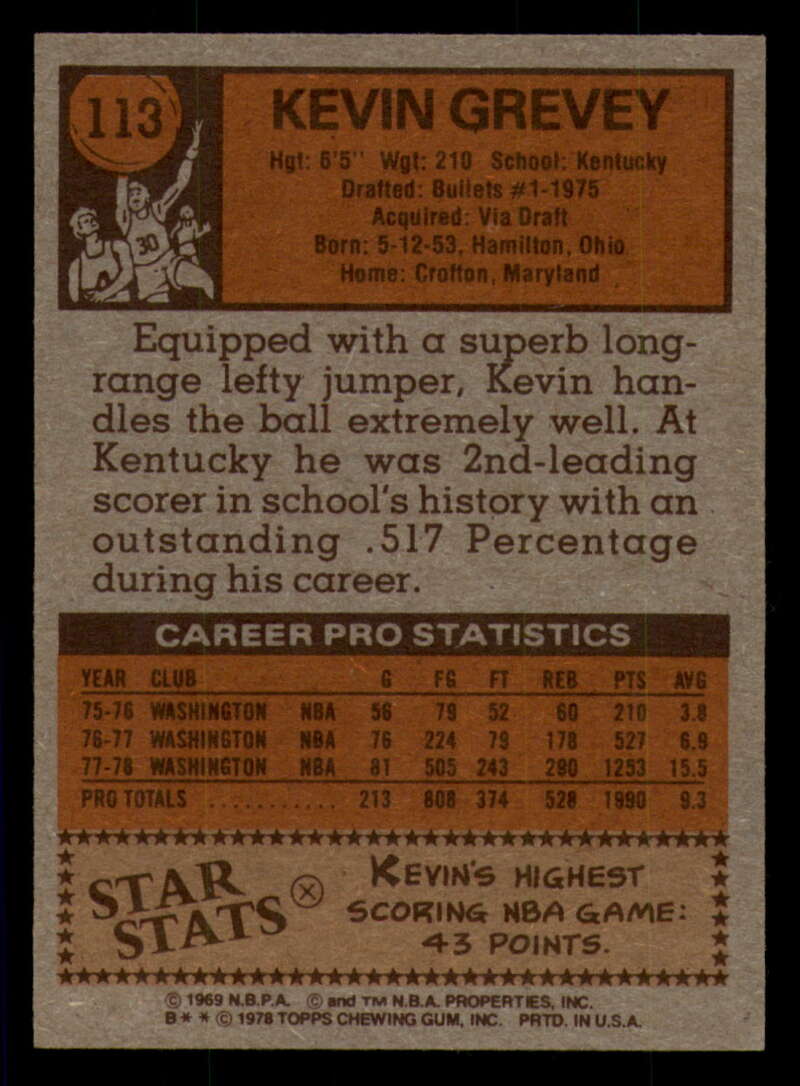 113
30
KEVIN GREVEY
Hgt: 6'5" Wgt: 210 School: Kentucky
Drafted: Bullets #1-1975
Acquired: Via Draft
Born: 5-12-53, Hamilton, Ohio
Home: Crofton, Maryland
Equipped with a superb long-
range lefty jumper, Kevin han-
dles the ball extremely well. At
Kentucky he was 2nd-leading
scorer in school's history with an
outstanding .517 Percentage
during his career.
CAREER PRO STATISTICS
YEAR CLUB G FG FT REB PTS AVG
75-76 WASHINGTON NBA 56 79 52 60 210 3.8
76-77 WASHINGTON NBA 76 224 79 178 527 6.9
77-78 WASHINGTON NBA 81 505 243 290 1253 15.5
PRO TOTALS ........... 213 808 374 528 1990 9.3
STAR STATS
KEVIN'S HIGHEST
SCORING NBA GAME:
43 POINTS.
© 1969 N.B.P.A. © and TM N.B.A. PROPERTIES, INC.
B * * © 1978 TOPPS CHEWING GUM, INC. PRTD. IN U.S.A.